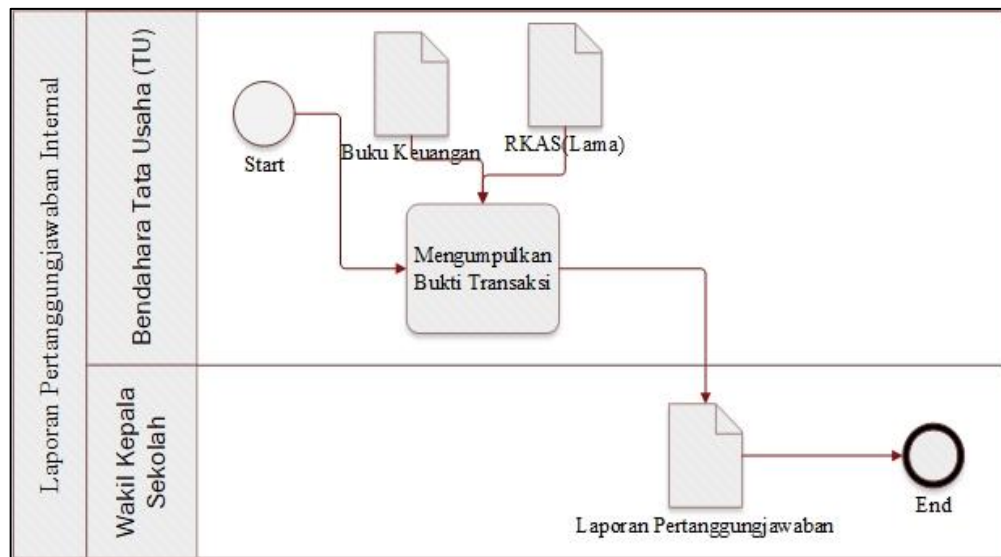 Laporan Pertanggungjawaban Internal
Bendahara Tata Usaha (TU)
Start
Buku Keuangan
RKAS(Lama)
Mengumpulkan
Bukti Transaksi
Wakil Kepala
Sekolah
Laporan Pertanggungjawaban
End